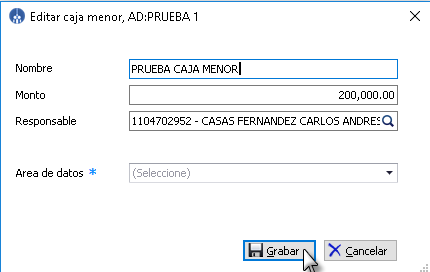 Editar caja menor, AD:PRUEBA 1
Nombre PRUEBA CAJA MENOR
Monto 200,000.00
Responsable 1104702952 - CASAS FERNANDEZ CARLOS ANDRES
Area de datos * (Seleccione)
Grabar Cancelar